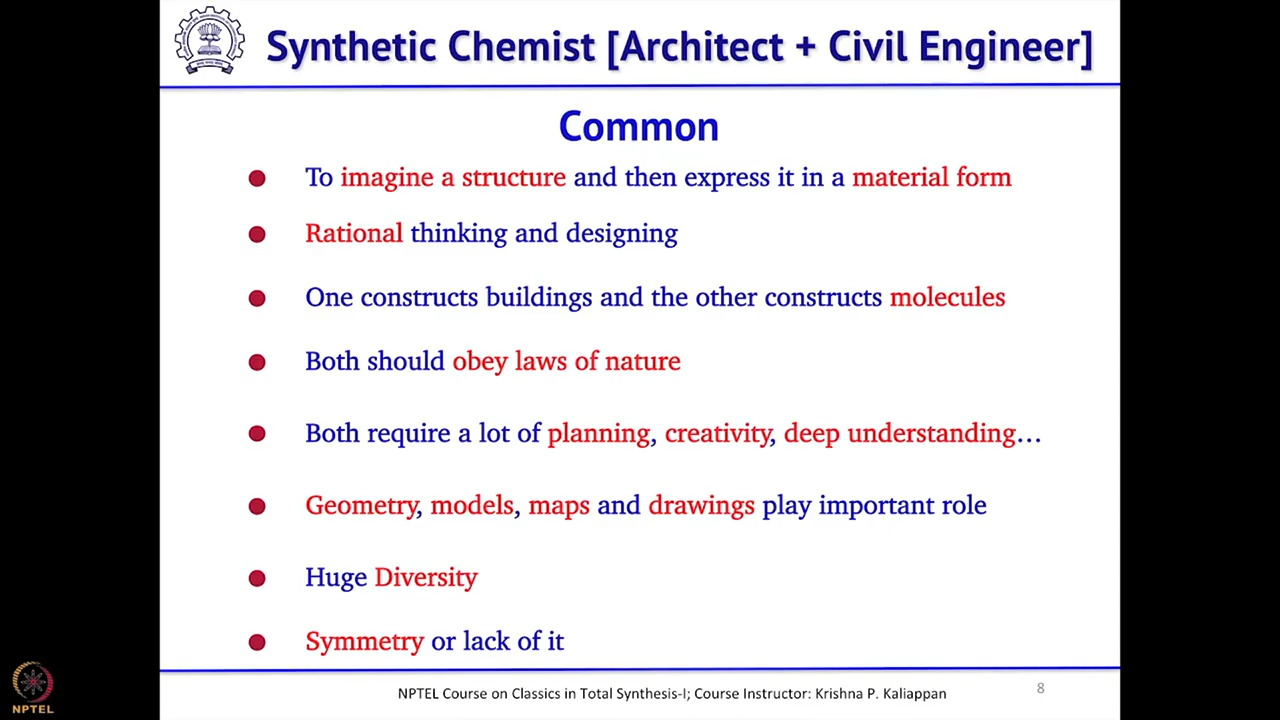 Synthetic Chemist [Architect + Civil Engineer]
Common
To imagine a structure and then express it in a material form
Rational thinking and designing
One constructs buildings and the other constructs molecules
Both should obey laws of nature
Both require a lot of planning, creativity, deep understanding…
Geometry, models, maps and drawings play important role
Huge Diversity
Symmetry or lack of it
NPTEL Course on Classics in Total Synthesis-I; Course Instructor: Krishna P. Kaliappan
8
NPTEL